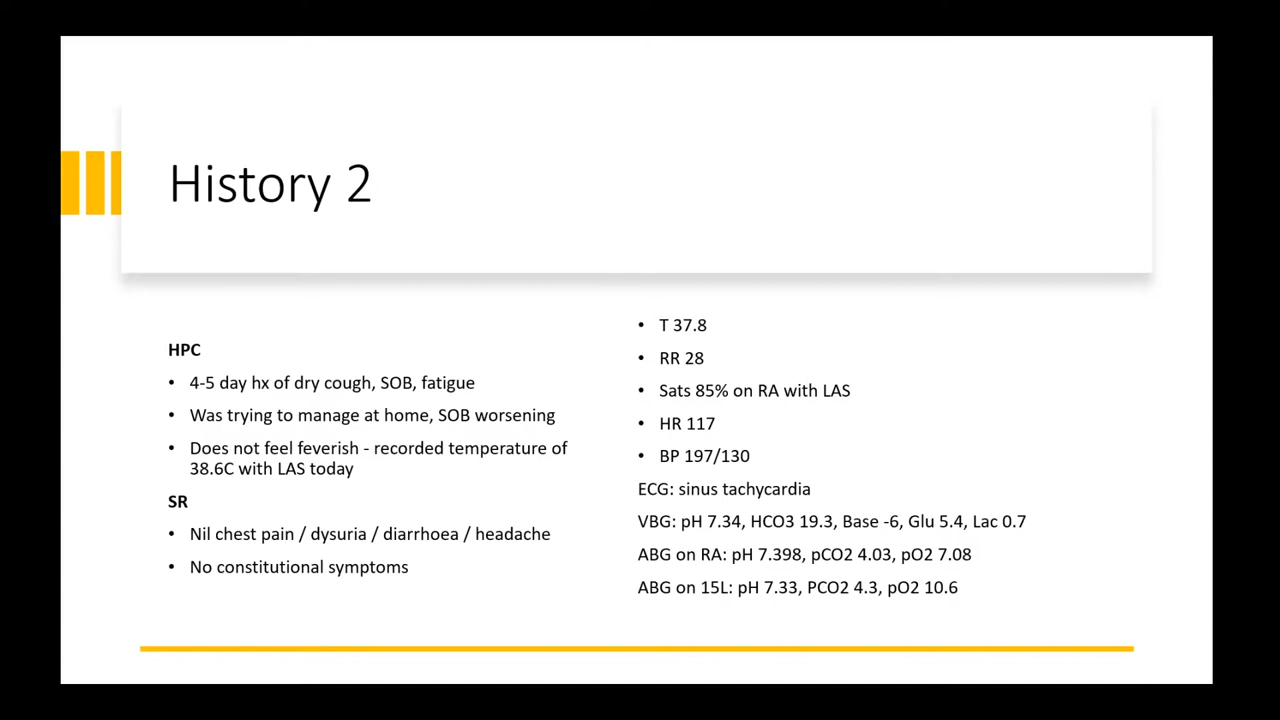 History 2
HPC
• 4-5 day hx of dry cough, SOB, fatigue
• Was trying to manage at home, SOB worsening
• Does not feel feverish - recorded temperature of
38.6C with LAS today
SR
• Nil chest pain / dysuria / diarrhoea / headache
• No constitutional symptoms
• T 37.8
• RR 28
• Sats 85% on RA with LAS
• HR 117
• BP 197/130
ECG: sinus tachycardia
VBG: pH 7.34, HCO3 19.3, Base -6, Glu 5.4, Lac 0.7
ABG on RA: pH 7.398, pCO2 4.03, pO2 7.08
ABG on 15L: pH 7.33, PCO2 4.3, pO2 10.6